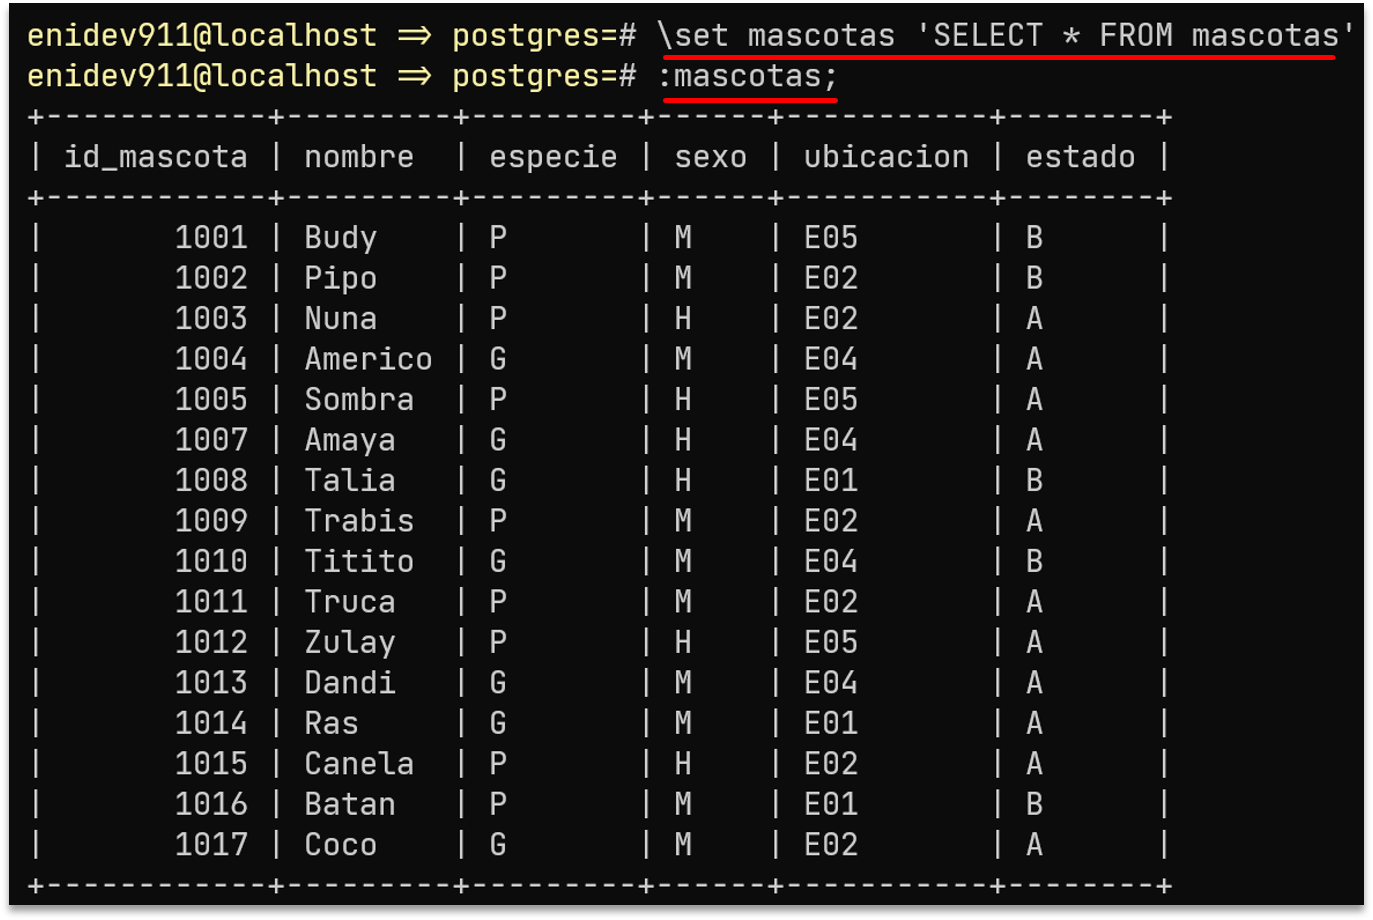 enidev911@localhost => postgres=# \set mascotas 'SELECT * FROM mascotas'
enidev911@localhost => postgres=# :mascotas;
+------------+---------+---------+------+-----------+--------+
| id_mascota | nombre  | especie | sexo | ubicacion | estado |
+------------+---------+---------+------+-----------+--------+
|       1001 | Budy    | P       | M    | E05       | B      |
|       1002 | Pipo    | P       | M    | E02       | B      |
|       1003 | Nuna    | P       | H    | E02       | A      |
|       1004 | Americo | G       | M    | E04       | A      |
|       1005 | Sombra  | P       | H    | E05       | A      |
|       1007 | Amaya   | G       | H    | E04       | A      |
|       1008 | Talia   | G       | H    | E01       | B      |
|       1009 | Trabis  | P       | M    | E02       | A      |
|       1010 | Titito  | G       | M    | E04       | B      |
|       1011 | Truca   | P       | M    | E02       | A      |
|       1012 | Zulay   | P       | H    | E05       | A      |
|       1013 | Dandi   | G       | M    | E04       | A      |
|       1014 | Ras     | G       | M    | E01       | A      |
|       1015 | Canela  | P       | H    | E02       | A      |
|       1016 | Batan   | P       | M    | E01       | B      |
|       1017 | Coco    | G       | M    | E02       | A      |
+------------+---------+---------+------+-----------+--------+